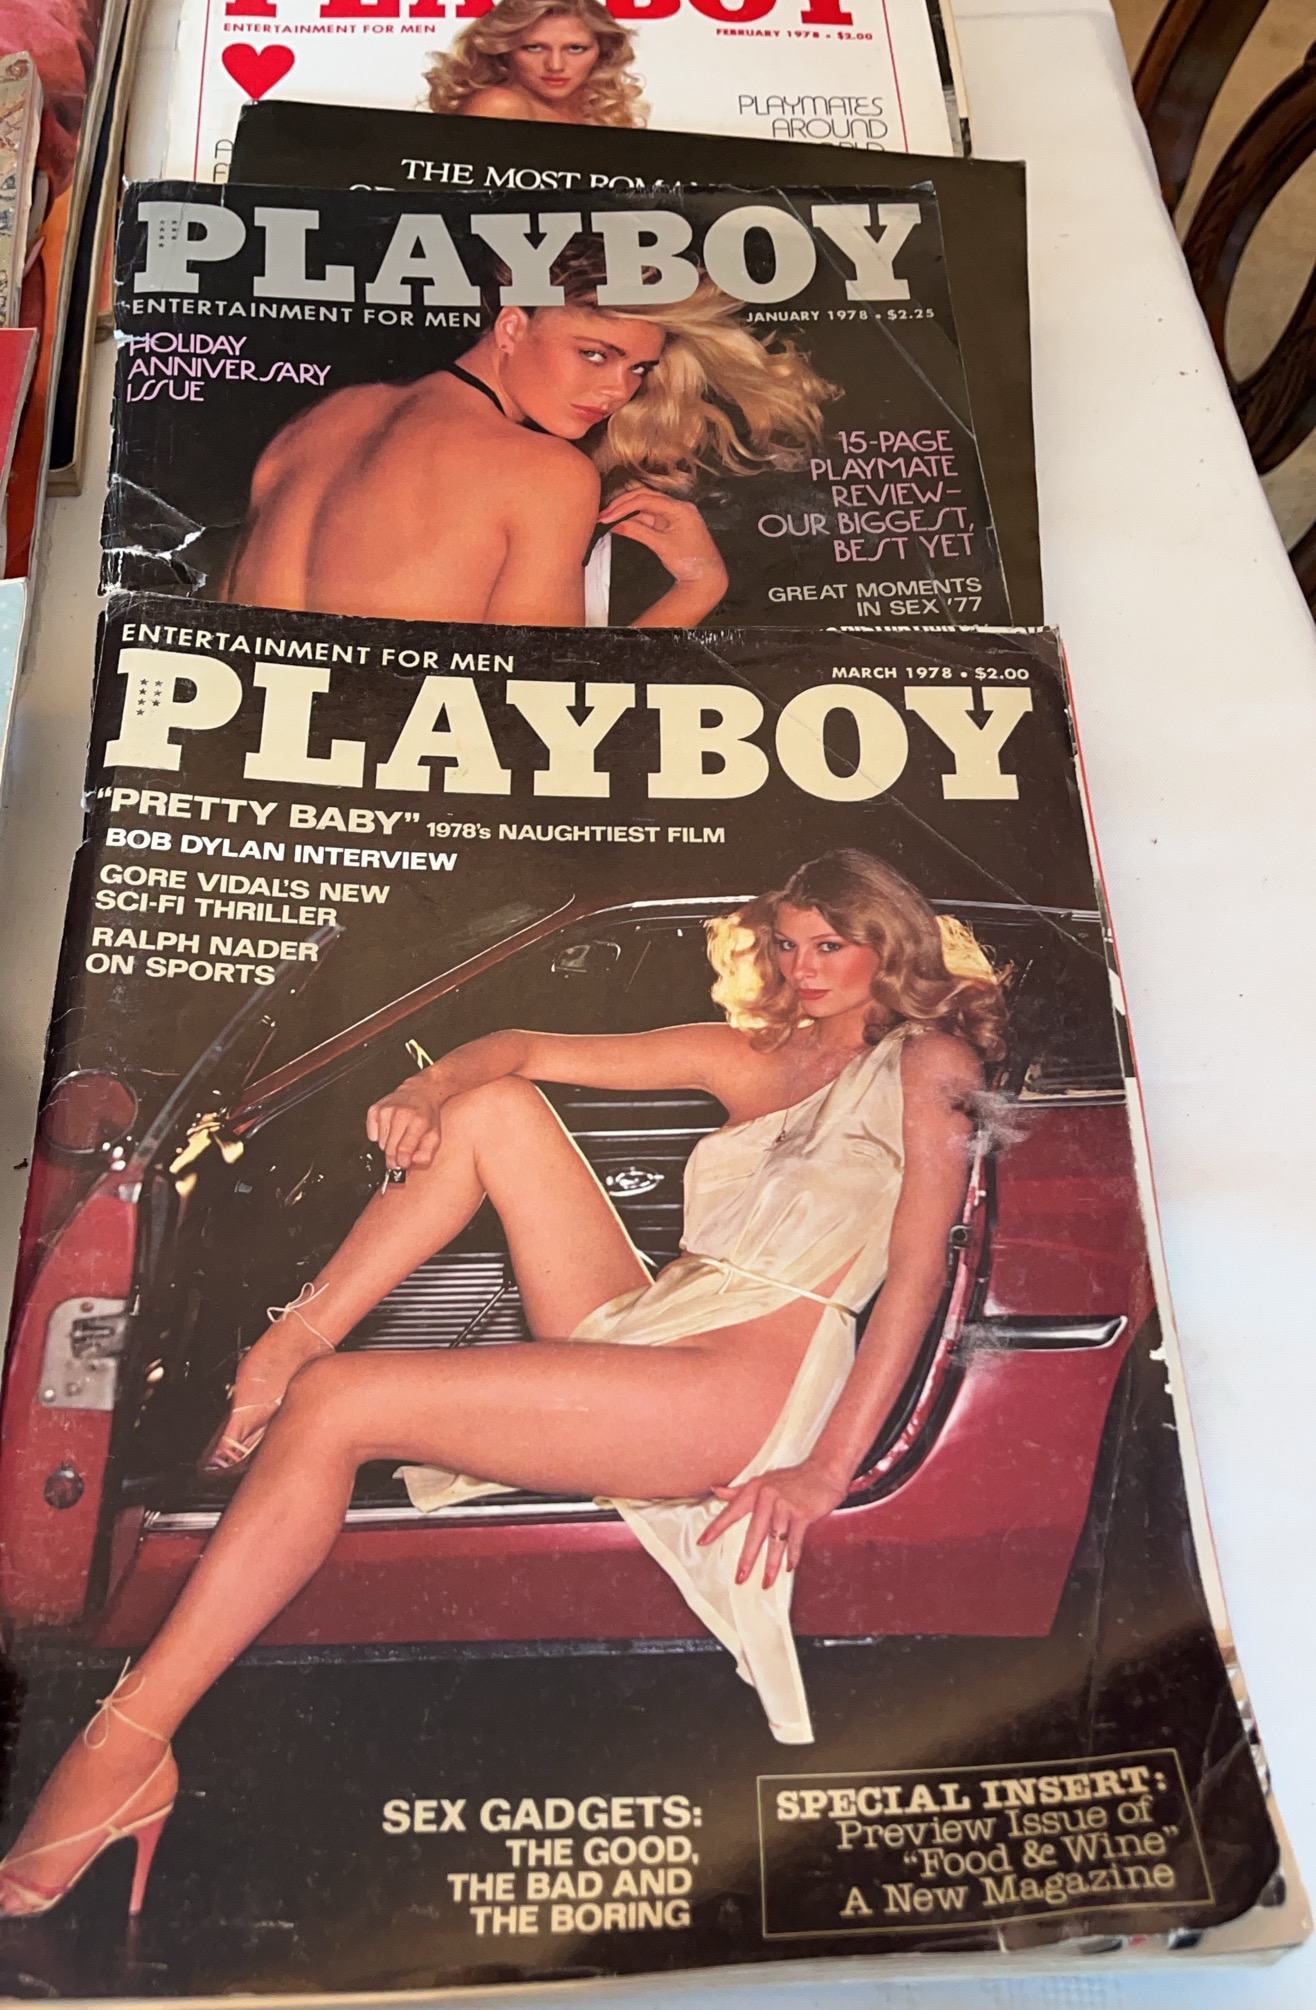 PLAYBOY
ENTERTAINMENT FOR MEN
FEBRUARY 1978 • $2.00
PLAYMATES
AROUND
THE MOST
PLAYBOY
ENTERTAINMENT FOR MEN
JANUARY 1978 • $2.25
HOLIDAY
ANNIVERSARY
ISSUE
15-PAGE
PLAYMATE
REVIEW–
OUR BIGGEST,
BEST YET
GREAT MOMENTS
IN SEX '77
ENTERTAINMENT FOR MEN
MARCH 1978 • $2.00
PLAYBOY
"PRETTY BABY" 1978's NAUGHTIEST FILM
BOB DYLAN INTERVIEW
GORE VIDAL'S NEW
SCI-FI THRILLER
RALPH NADER
ON SPORTS
SEX GADGETS:
THE GOOD,
THE BAD AND
THE BORING
SPECIAL INSERT:
Preview Issue of
"Food & Wine"
A New Magazine